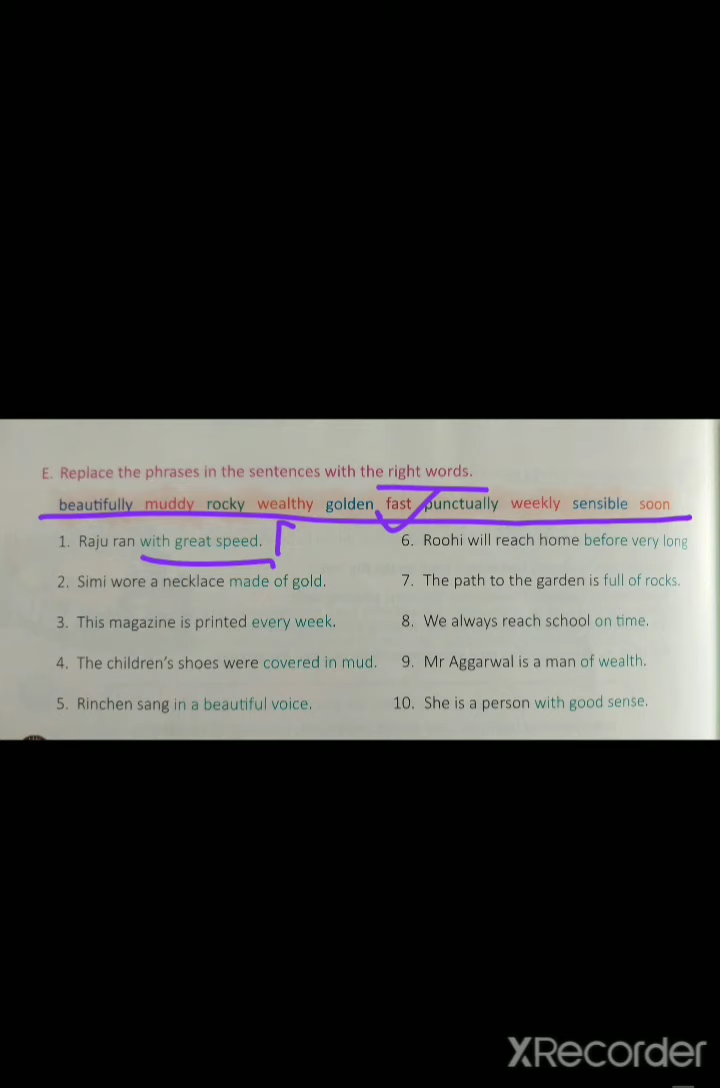 E. Replace the phrases in the sentences with the right words.
beautifully muddy rocky wealthy golden fast punctually weekly sensible soon
1. Raju ran with great speed.
2. Simi wore a necklace made of gold.
3. This magazine is printed every week.
4. The children's shoes were covered in mud.
5. Rinchen sang in a beautiful voice.
6. Roohi will reach home before very long
7. The path to the garden is full of rocks.
8. We always reach school on time.
9. Mr Aggarwal is a man of wealth.
10. She is a person with good sense.
XRecorder